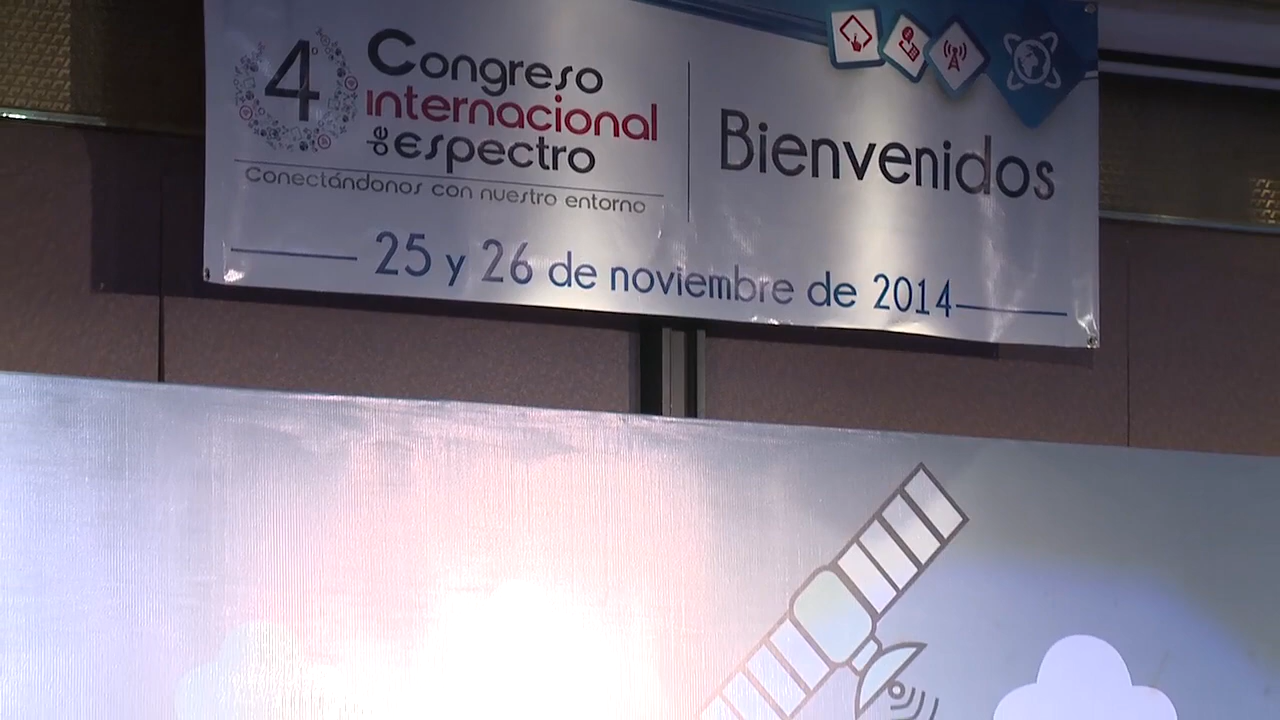 4° Congreso
internacional
de espectro
Conectándonos con nuestro entorno
Bienvenidos
25 y 26 de noviembre de 2014